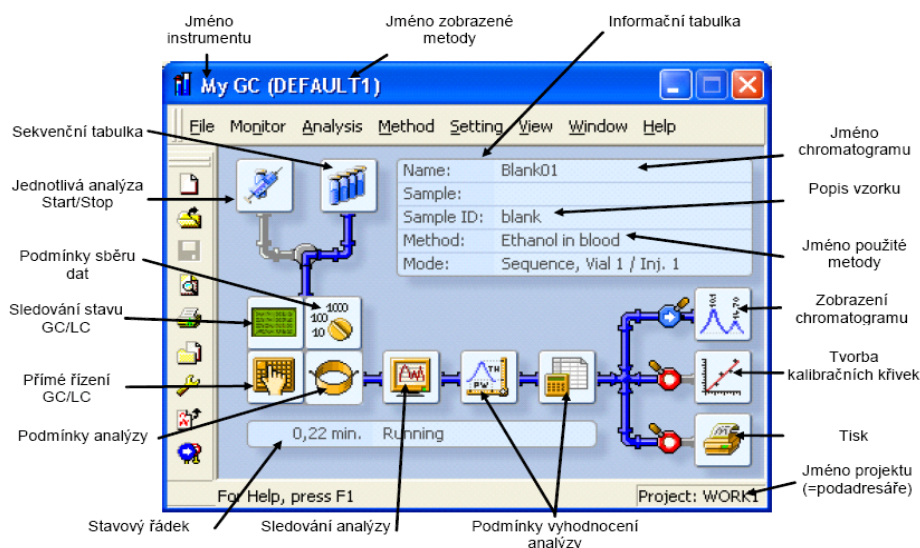 Jméno
instrumentu
Jméno zobrazené
metody
Informační tabulka
My GC (DEFAULT1)
File Monitor Analysis Method Setting View Window Help
Sekvenční tabulka
Jednotlivá analýza
Start/Stop
Podmínky sběru
dat
Sledování stavu
GC/LC
Přímé řízení
GC/LC
Podmínky analýzy
Name: Blank01
Sample:
Sample ID: blank
Method: Ethanol in blood
Mode: Sequence, Vial 1 / Inj. 1
1000
100
10
TH
PW
0,22 min. Running
For Help, press F1
Project: WORK1
Jméno
chromatogramu
Popis vzorku
Jméno použité
metody
Zobrazení
chromatogramu
Tvorba
kalibračních křivek
Tisk
Jméno projektu
(=podadresáře)
Stavový řádek
Sledování analýzy
Podmínky vyhodnocení
analýzy